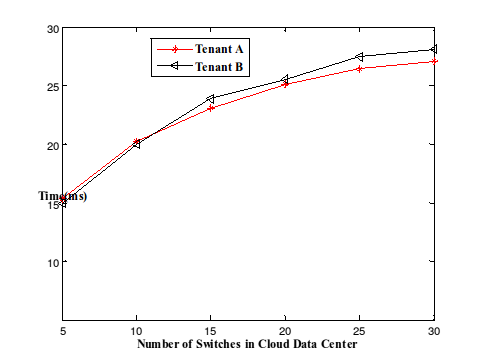 30
Tenant A
Tenant B
25
20
Time(ms)
15
10
5 10 15 20 25 30
Number of Switches in Cloud Data Center